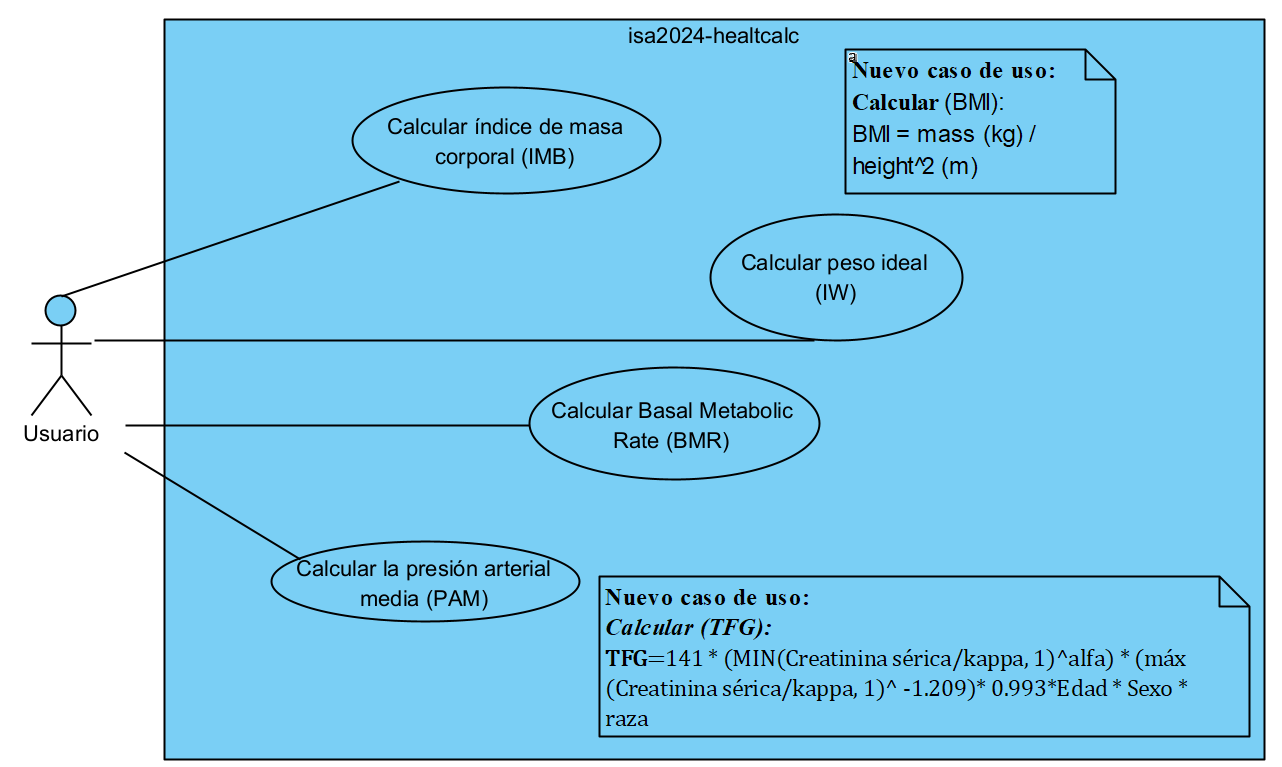 isa2024-healtcalc
a
Nuevo caso de uso:
Calcular (BMI):
BMI = mass (kg) /
height^2 (m)
Calcular índice de masa
corporal (IMB)
Calcular peso ideal
(IW)
Calcular Basal Metabolic
Rate (BMR)
Usuario
Calcular la presión arterial
media (PAM)
Nuevo caso de uso:
Calcular (TFG):
TFG=141 * (MIN(Creatinina sérica/kappa, 1)^alfa) * (máx
(Creatinina sérica/kappa, 1)^ -1.209)* 0.993*Edad * Sexo *
raza